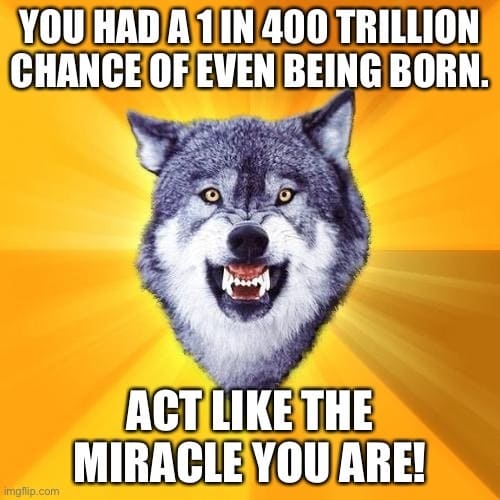 YOU HAD A 1 IN 400 TRILLION
CHANCE OF EVEN BEING BORN.
ACT LIKE THE
MIRACLE YOU ARE!
imgflip.com